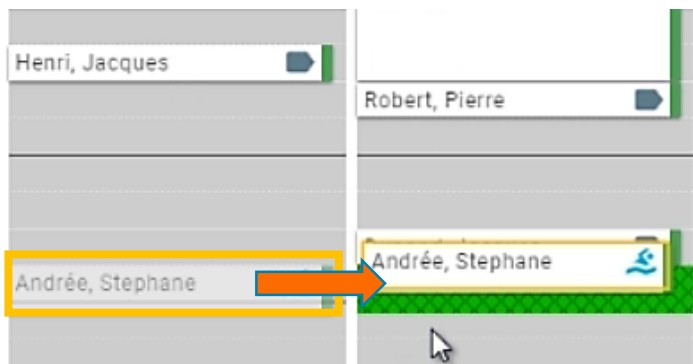 Henri, Jacques
Robert, Pierre
Andrée, Stephane
Andrée, Stephane